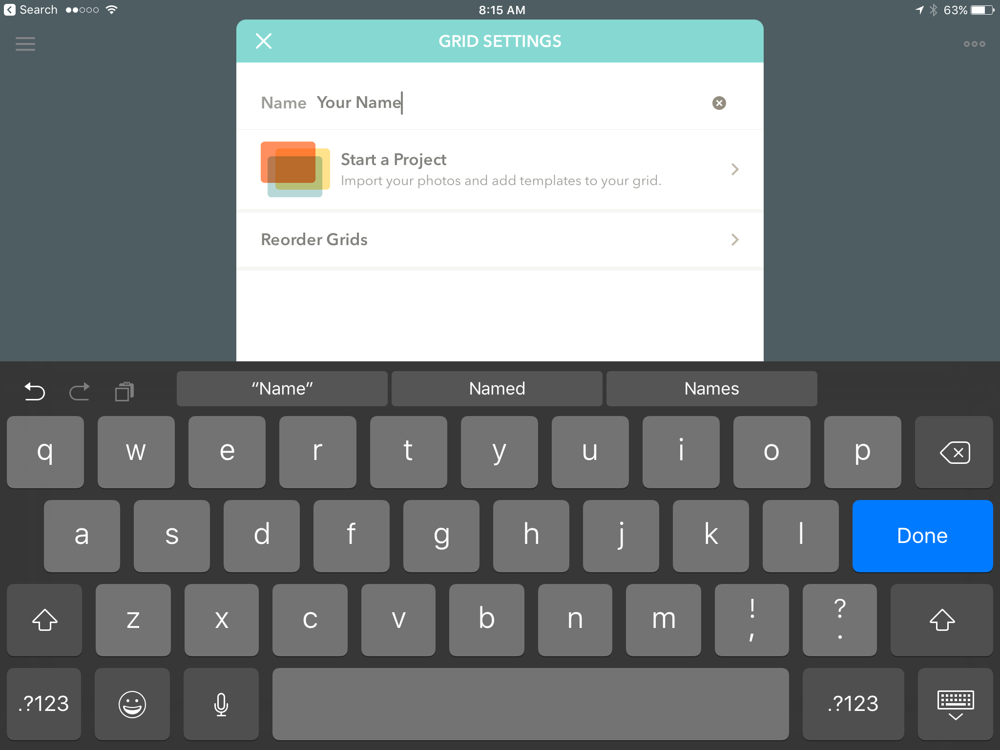 Search
8:15 AM
63%
GRID SETTINGS
Name Your Name
Start a Project
Import your photos and add templates to your grid.
Reorder Grids
“Name” Named Names
q w e r t y u i o p
a s d f g h j k l Done
z x c v b n m ! , ? .
.?123 .?123